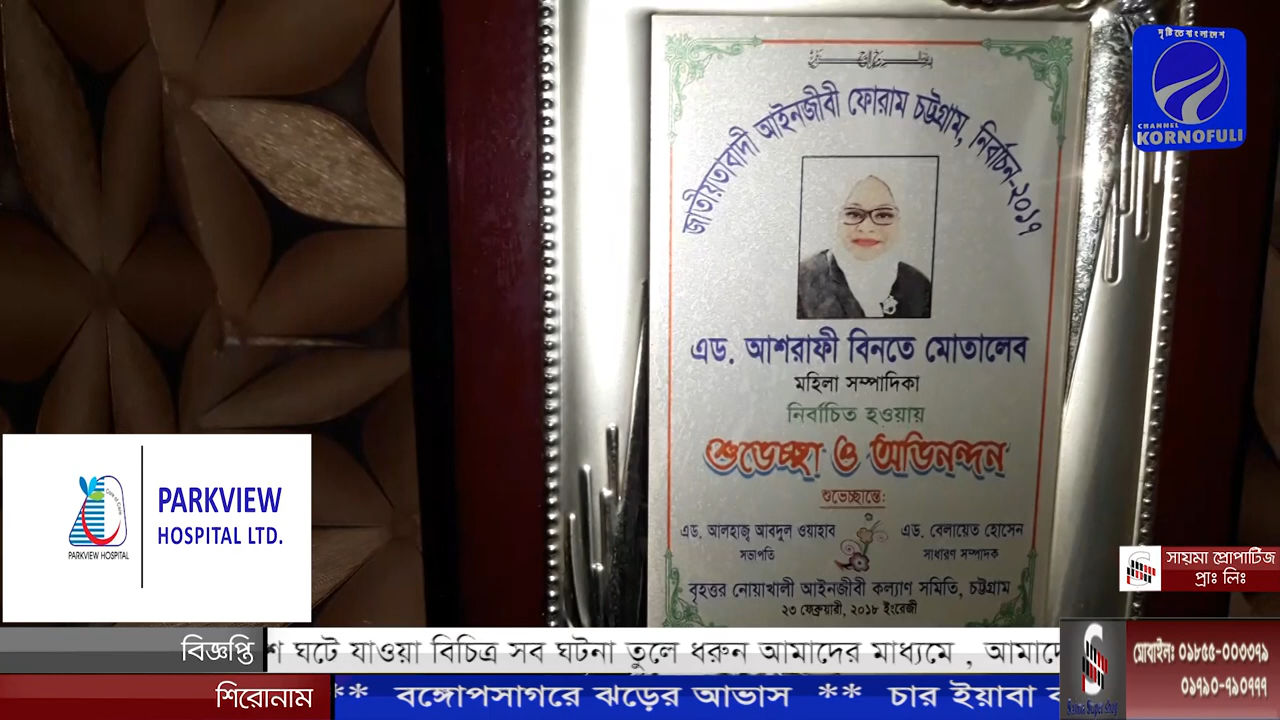 দৃষ্টিতে বাংলাদেশ
CHANNEL
KORNOFULI
জাতীয়তাবাদী আইনজীবী ফোরাম চট্টগ্রাম, নির্বাচন-২০১৭
এড. আশরাফী বিনতে মোতালেব
মহিলা সম্পাদিকা
নির্বাচিত হওয়ায়
শুভেচ্ছা ও অভিনন্দন
শুভেচ্ছান্তে:
এড. আলহাজ্ব আবদুল ওয়াহাব
সভাপতি
এড. বেলায়েত হোসেন
সাধারণ সম্পাদক
বৃহত্তর নোয়াখালী আইনজীবী কল্যাণ সমিতি, চট্টগ্রাম
২৩ ফেব্রুয়ারী, ২০১৮ ইংরেজী
PARKVIEW HOSPITAL
PARKVIEW
HOSPITAL LTD.
সায়মা প্রোপার্টিজ
প্রাঃ লিঃ
বিজ্ঞপ্তি
শ ঘটে যাওয়া বিচিত্র সব ঘটনা তুলে ধরুন আমাদের মাধ্যমে , আমাদে
মোবাইলঃ ০১৮৫৫-০০৩৩৭১
০১৭১০-৭১০৭৭৭
শিরোনাম
** বঙ্গোপসাগরে ঝড়ের আভাস ** চার ইয়াবা